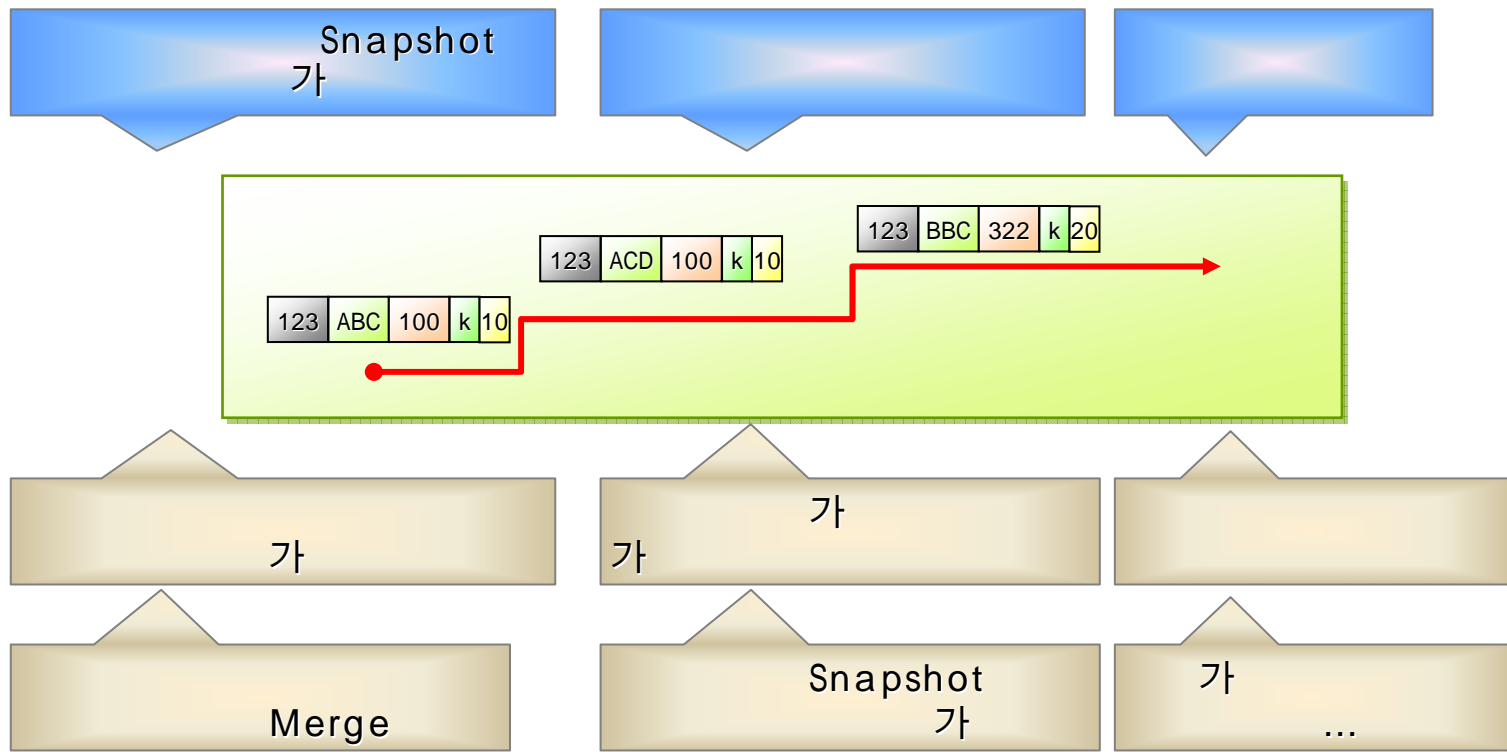 Snapshot
가
123 BBC 322 k 20
123 ACD 100 k 10
123 ABC 100 k 10
가
가
가
Merge
Snapshot
가
가
...